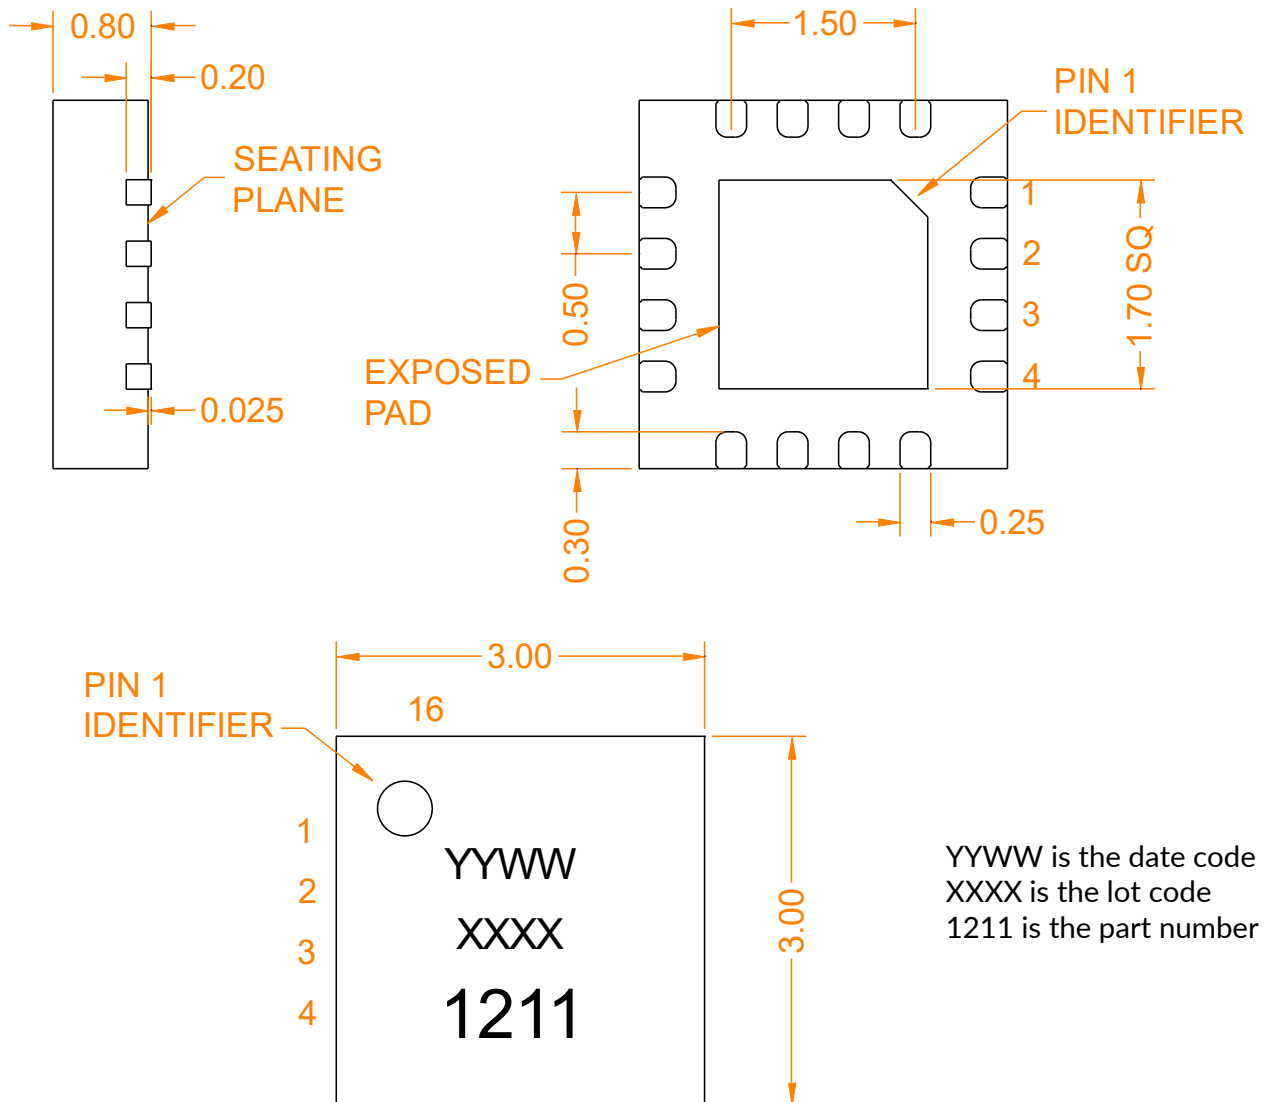 0.80
0.20
SEATING
PLANE
0.025
1.50
PIN 1
IDENTIFIER
1
2
3
4
1.70 SQ
0.50
EXPOSED
PAD
0.30
0.25
3.00
PIN 1
IDENTIFIER
16
1
2
3
4
YYWW
XXXX
1211
3.00
YYWW is the date code
XXXX is the lot code
1211 is the part number